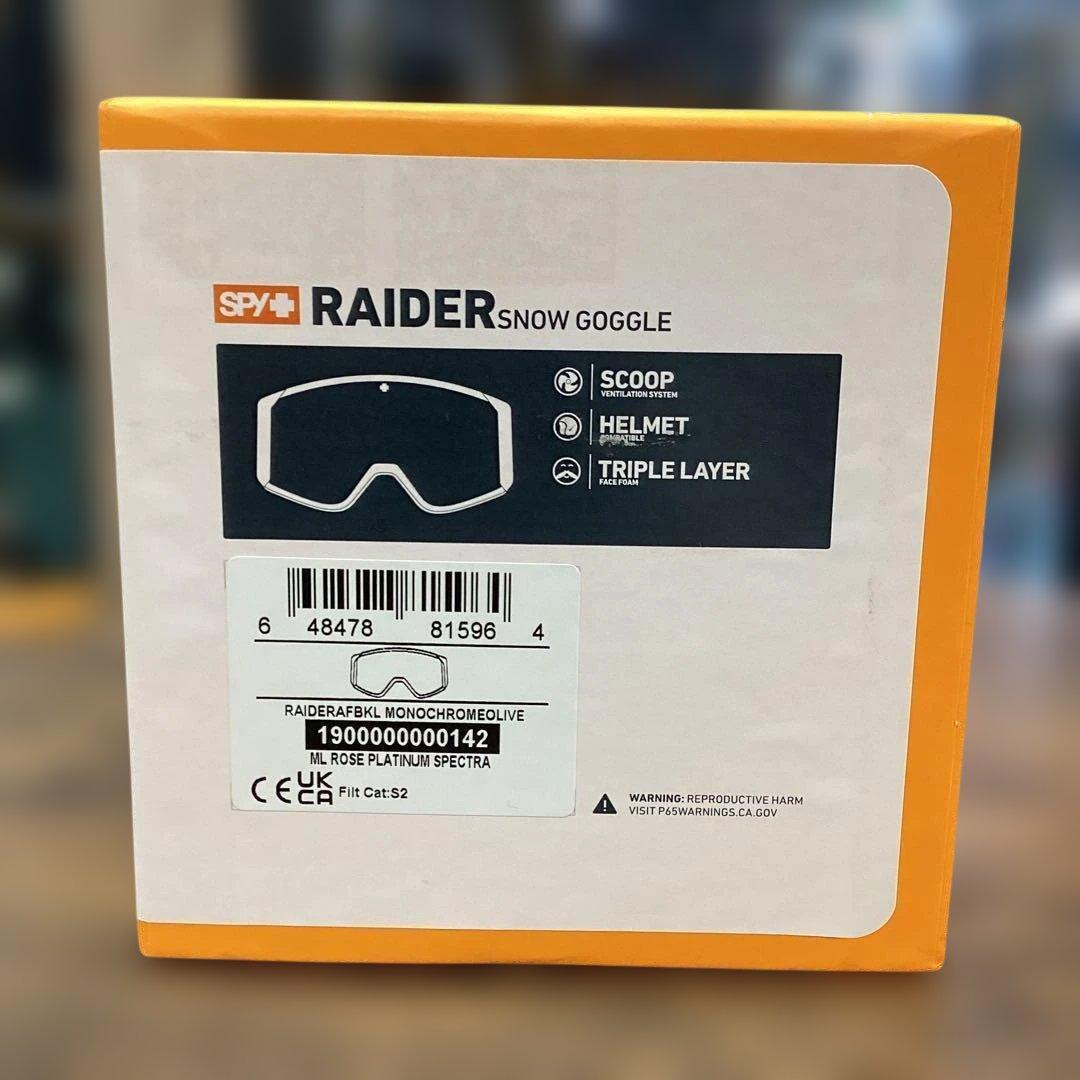 SPY+ RAIDER SNOW GOGGLE
SCOOP
VENTILATION SYSTEM
HELMET
COMPATIBLE
TRIPLE LAYER
FACE FOAM
6 48478 81596 4
RAIDERAFBKL MONOCHROMEOLIVE
1900000000142
ML ROSE PLATINUM SPECTRA
CE UK CA Filt Cat:S2
WARNING: REPRODUCTIVE HARM
VISIT P65WARNINGS.CA.GOV